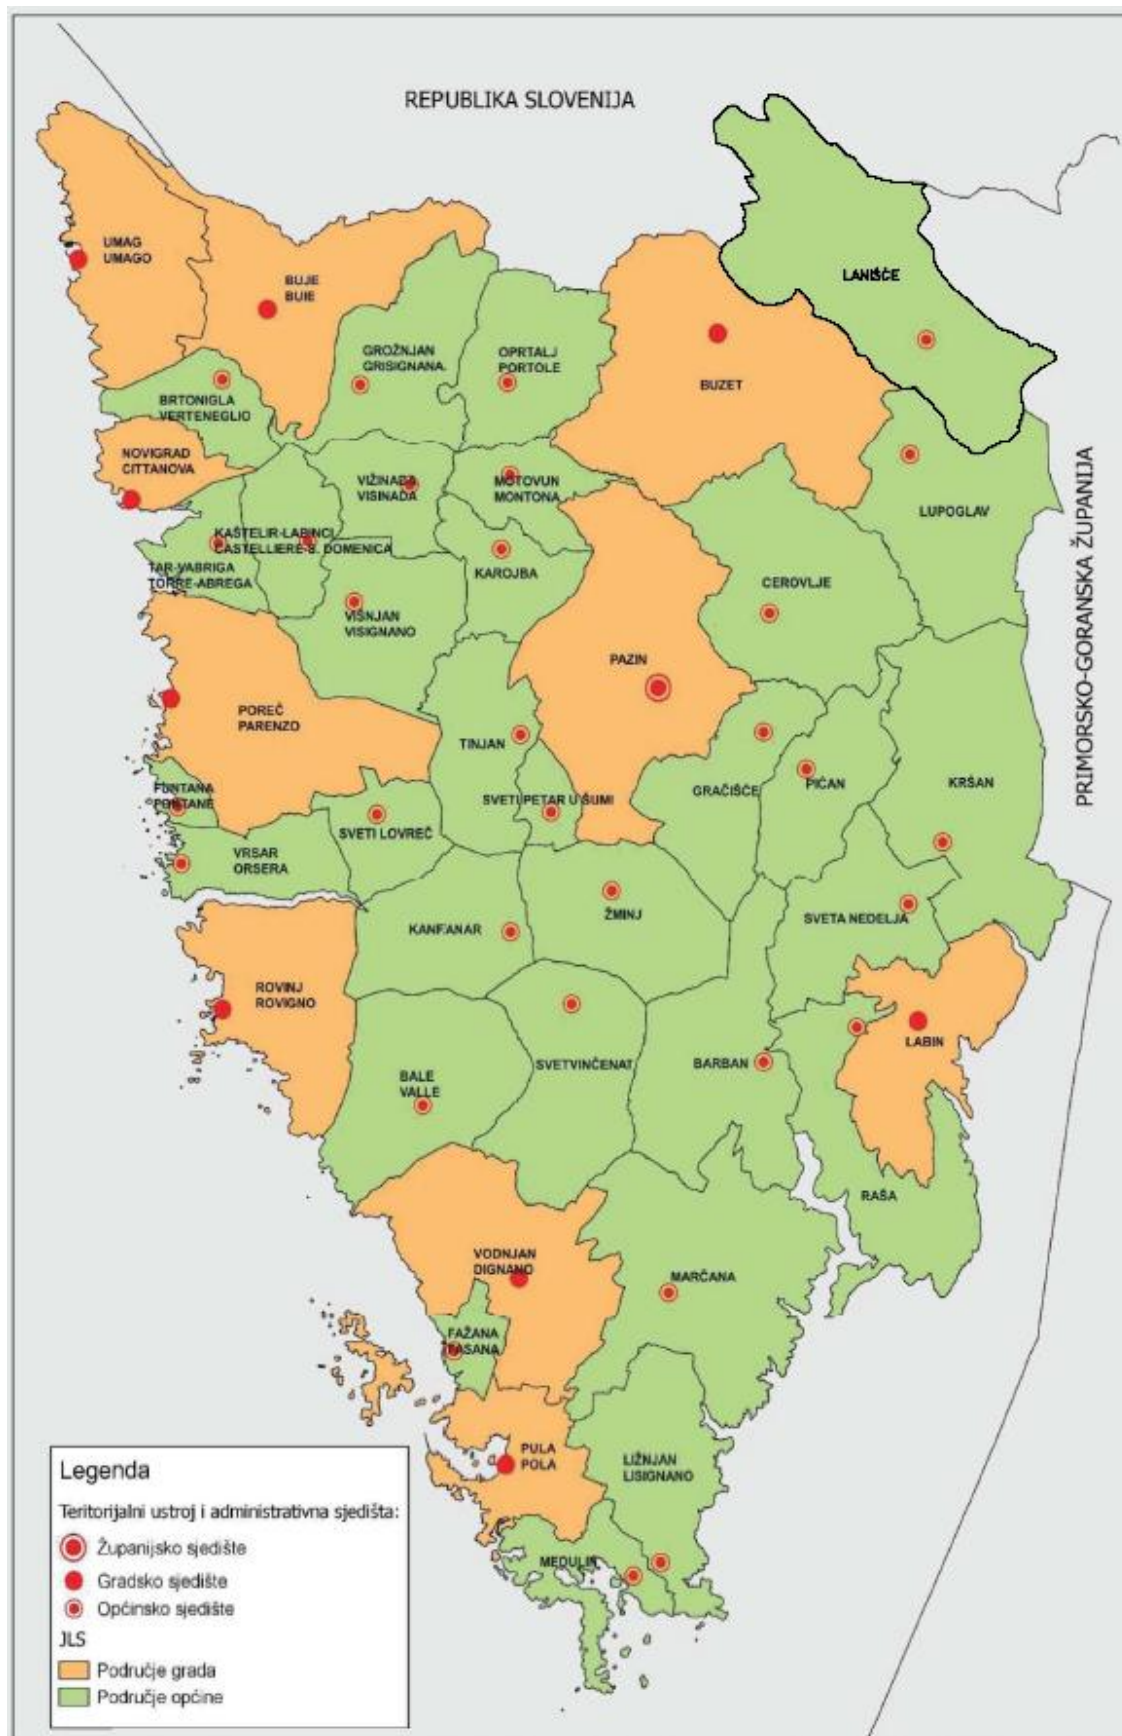 REPUBLIKA SLOVENIJA
UMAG
UMAGO
BUJE
BUIE
LANIŠĆE
GROŽNJAN
GRISIGNANA
OPRTALJ
PORTOLE
BUZET
BRTONIGLA
VERTENEGLIO
NOVIGRAD
CITTANOVA
VIŽINADA
VISINADA
MOTOVUN
MONTONA
LUPOGLAV
PRIMORSKO-GORANSKA ŽUPANIJA
KAŠTELIR-LABINCI
CASTELLIERE-S. DOMENICA
TAR-VABRIGA
TORRE-ABREGA
KAROJBA
CEROVLJE
VIŠNJAN
VISIGNANO
PAZIN
POREČ
PARENZO
TINJAN
GRAČIŠĆE
PIĆAN
KRŠAN
FUNTANA
FONTANE
SVETI PETAR U ŠUMI
SVETI LOVREČ
VRSAR
ORSERA
KANFANAR
ŽMINJ
SVETA NEDELJA
ROVINJ
ROVIGNO
LABIN
BALE
VALLE
SVETVINČENAT
BARBAN
RAŠA
VODNJAN
DIGNANO
MARČANA
FAŽANA
FASANA
PULA
POLA
LIŽNJAN
LISIGNANO
MEDULIN
Legenda
Teritorijalni ustroj i administrativna sjedišta:
Županijsko sjedište
Gradsko sjedište
Općinsko sjedište
JLS
Područje grada
Područje općine